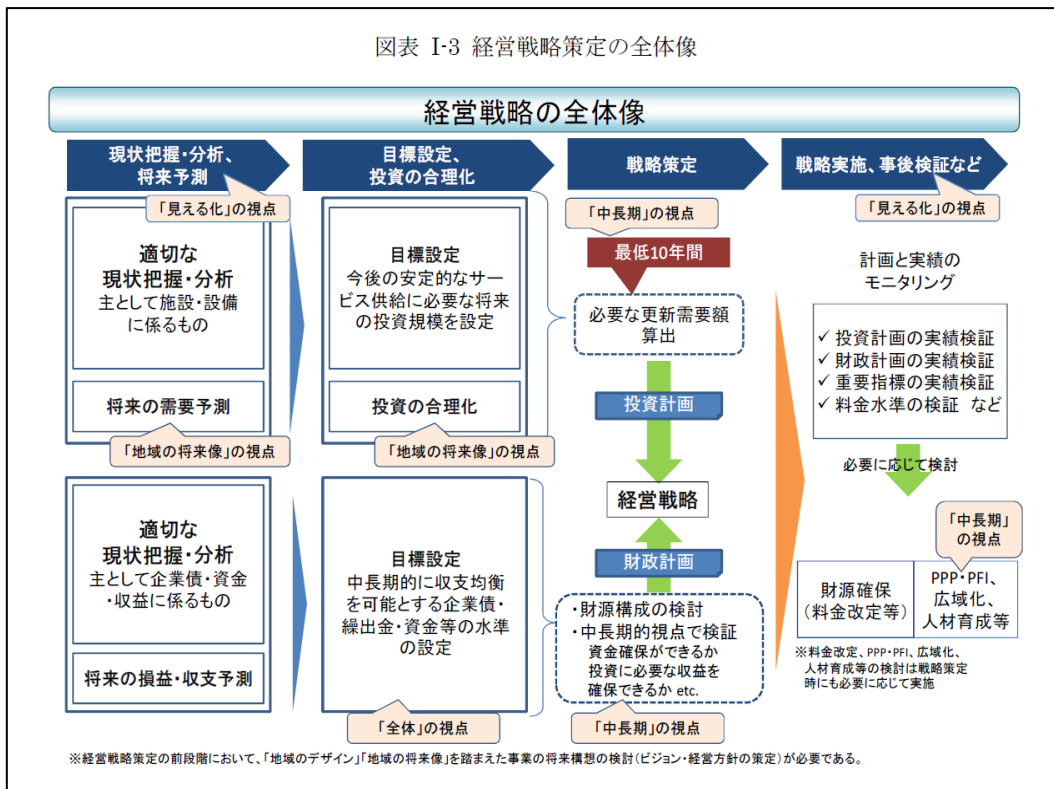 図表 Ⅰ-3 経営戦略策定の全体像
経営戦略の全体像
現状把握・分析、
将来予測
「見える化」の視点
適切な
現状把握・分析
主として施設・設備
に係るもの
将来の需要予測
「地域の将来像」の視点
適切な
現状把握・分析
主として企業債・資金
・収益に係るもの
将来の損益・収支予測
目標設定、
投資の合理化
目標設定
今後の安定的なサー
ビス供給に必要な将来
の投資規模を設定
投資の合理化
「地域の将来像」の視点
目標設定
中長期的に収支均衡
を可能とする企業債・
繰出金・資金等の水準
の設定
「全体」の視点
戦略策定
「中長期」の視点
最低10年間
必要な更新需要額
算出
投資計画
経営戦略
財政計画
・財源構成の検討
・中長期的視点で検証
資金確保ができるか
投資に必要な収益を
確保できるか etc.
「中長期」の視点
戦略実施、事後検証など
「見える化」の視点
計画と実績の
モニタリング
✓ 投資計画の実績検証
✓ 財政計画の実績検証
✓ 重要指標の実績検証
✓ 料金水準の検証 など
必要に応じて検討
「中長期」
の視点
財源確保
（料金改定等）
PPP・PFI、
広域化、
人材育成等
※料金改定、PPP・PFI、広域化、
人材育成等の検討は戦略策定
時にも必要に応じて実施
※経営戦略策定の前段階において、「地域のデザイン」「地域の将来像」を踏まえた事業の将来構想の検討（ビジョン・経営方針の策定）が必要である。